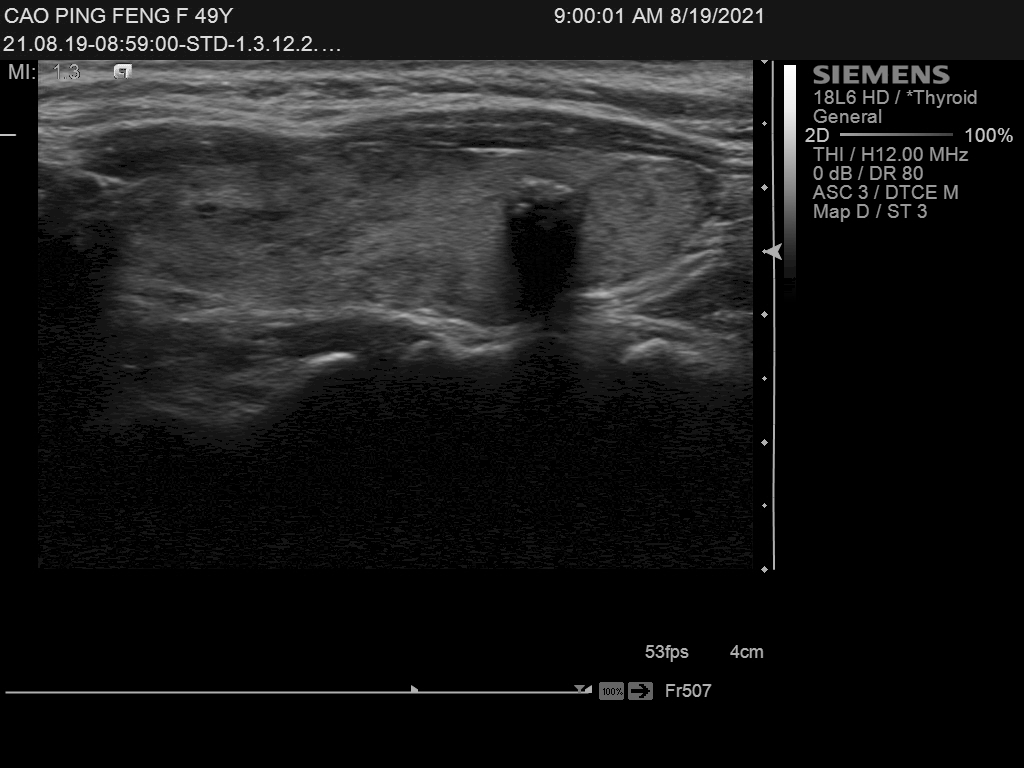 CAO PING FENG F 49Y
9:00:01 AM 8/19/2021
21.08.19-08:59:00-STD-1.3.12.2....
MI: 1.3
SIEMENS
18L6 HD / *Thyroid
General
2D 100%
THI / H12.00 MHz
0 dB / DR 80
ASC 3 / DTCE M
Map D / ST 3
53fps 4cm
100% Fr507